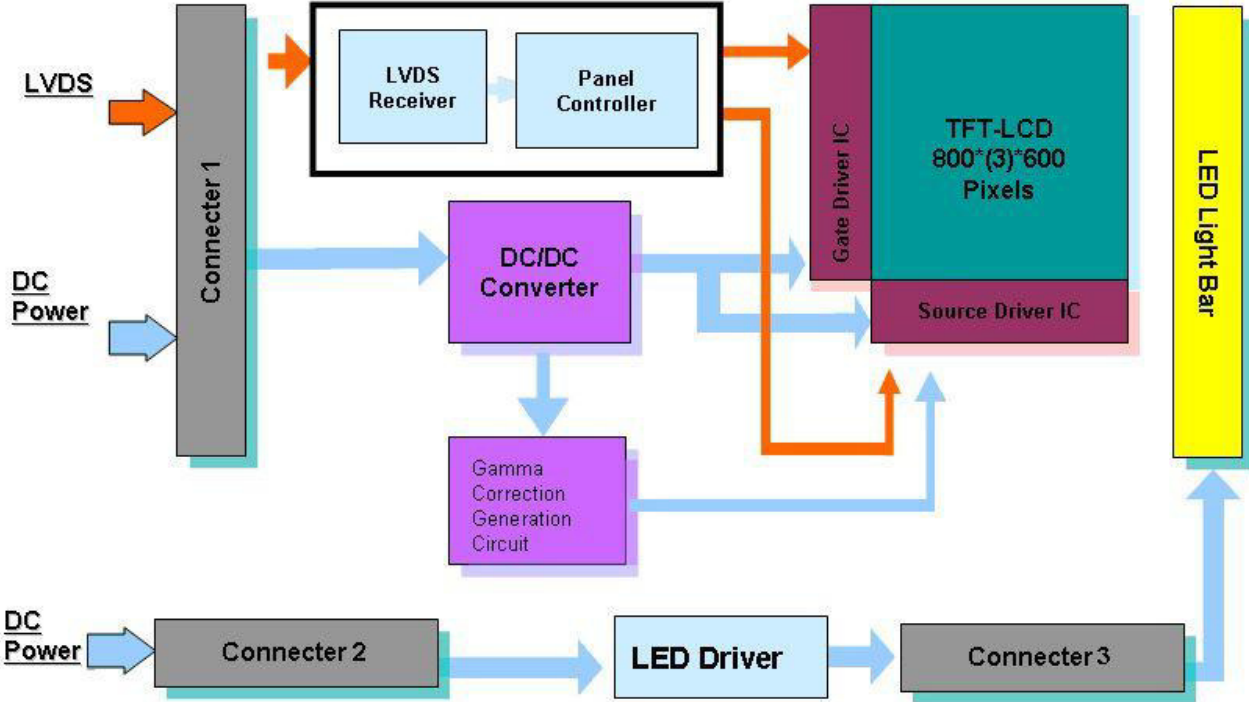 LVDS
DC
Power
Connecter 1
LVDS
Receiver
Panel
Controller
Gate Driver IC
TFT-LCD
800*(3)*600
Pixels
Source Driver IC
LED Light Bar
DC/DC
Converter
Gamma
Correction
Generation
Circuit
DC
Power
Connecter 2
LED Driver
Connecter 3